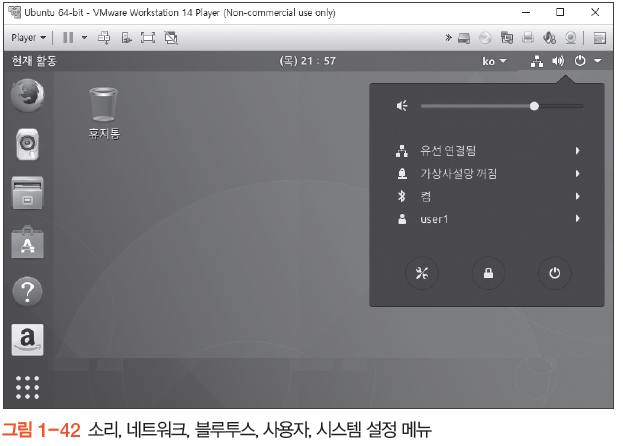 Ubuntu 64-bit - VMware Workstation 14 Player (Non-commercial use only)
Player
현재 활동
(목) 21 : 57
ko
휴지통
유선 연결됨
가상사설망 꺼짐
켬
user1
그림 1-42 소리, 네트워크, 블루투스, 사용자, 시스템 설정 메뉴